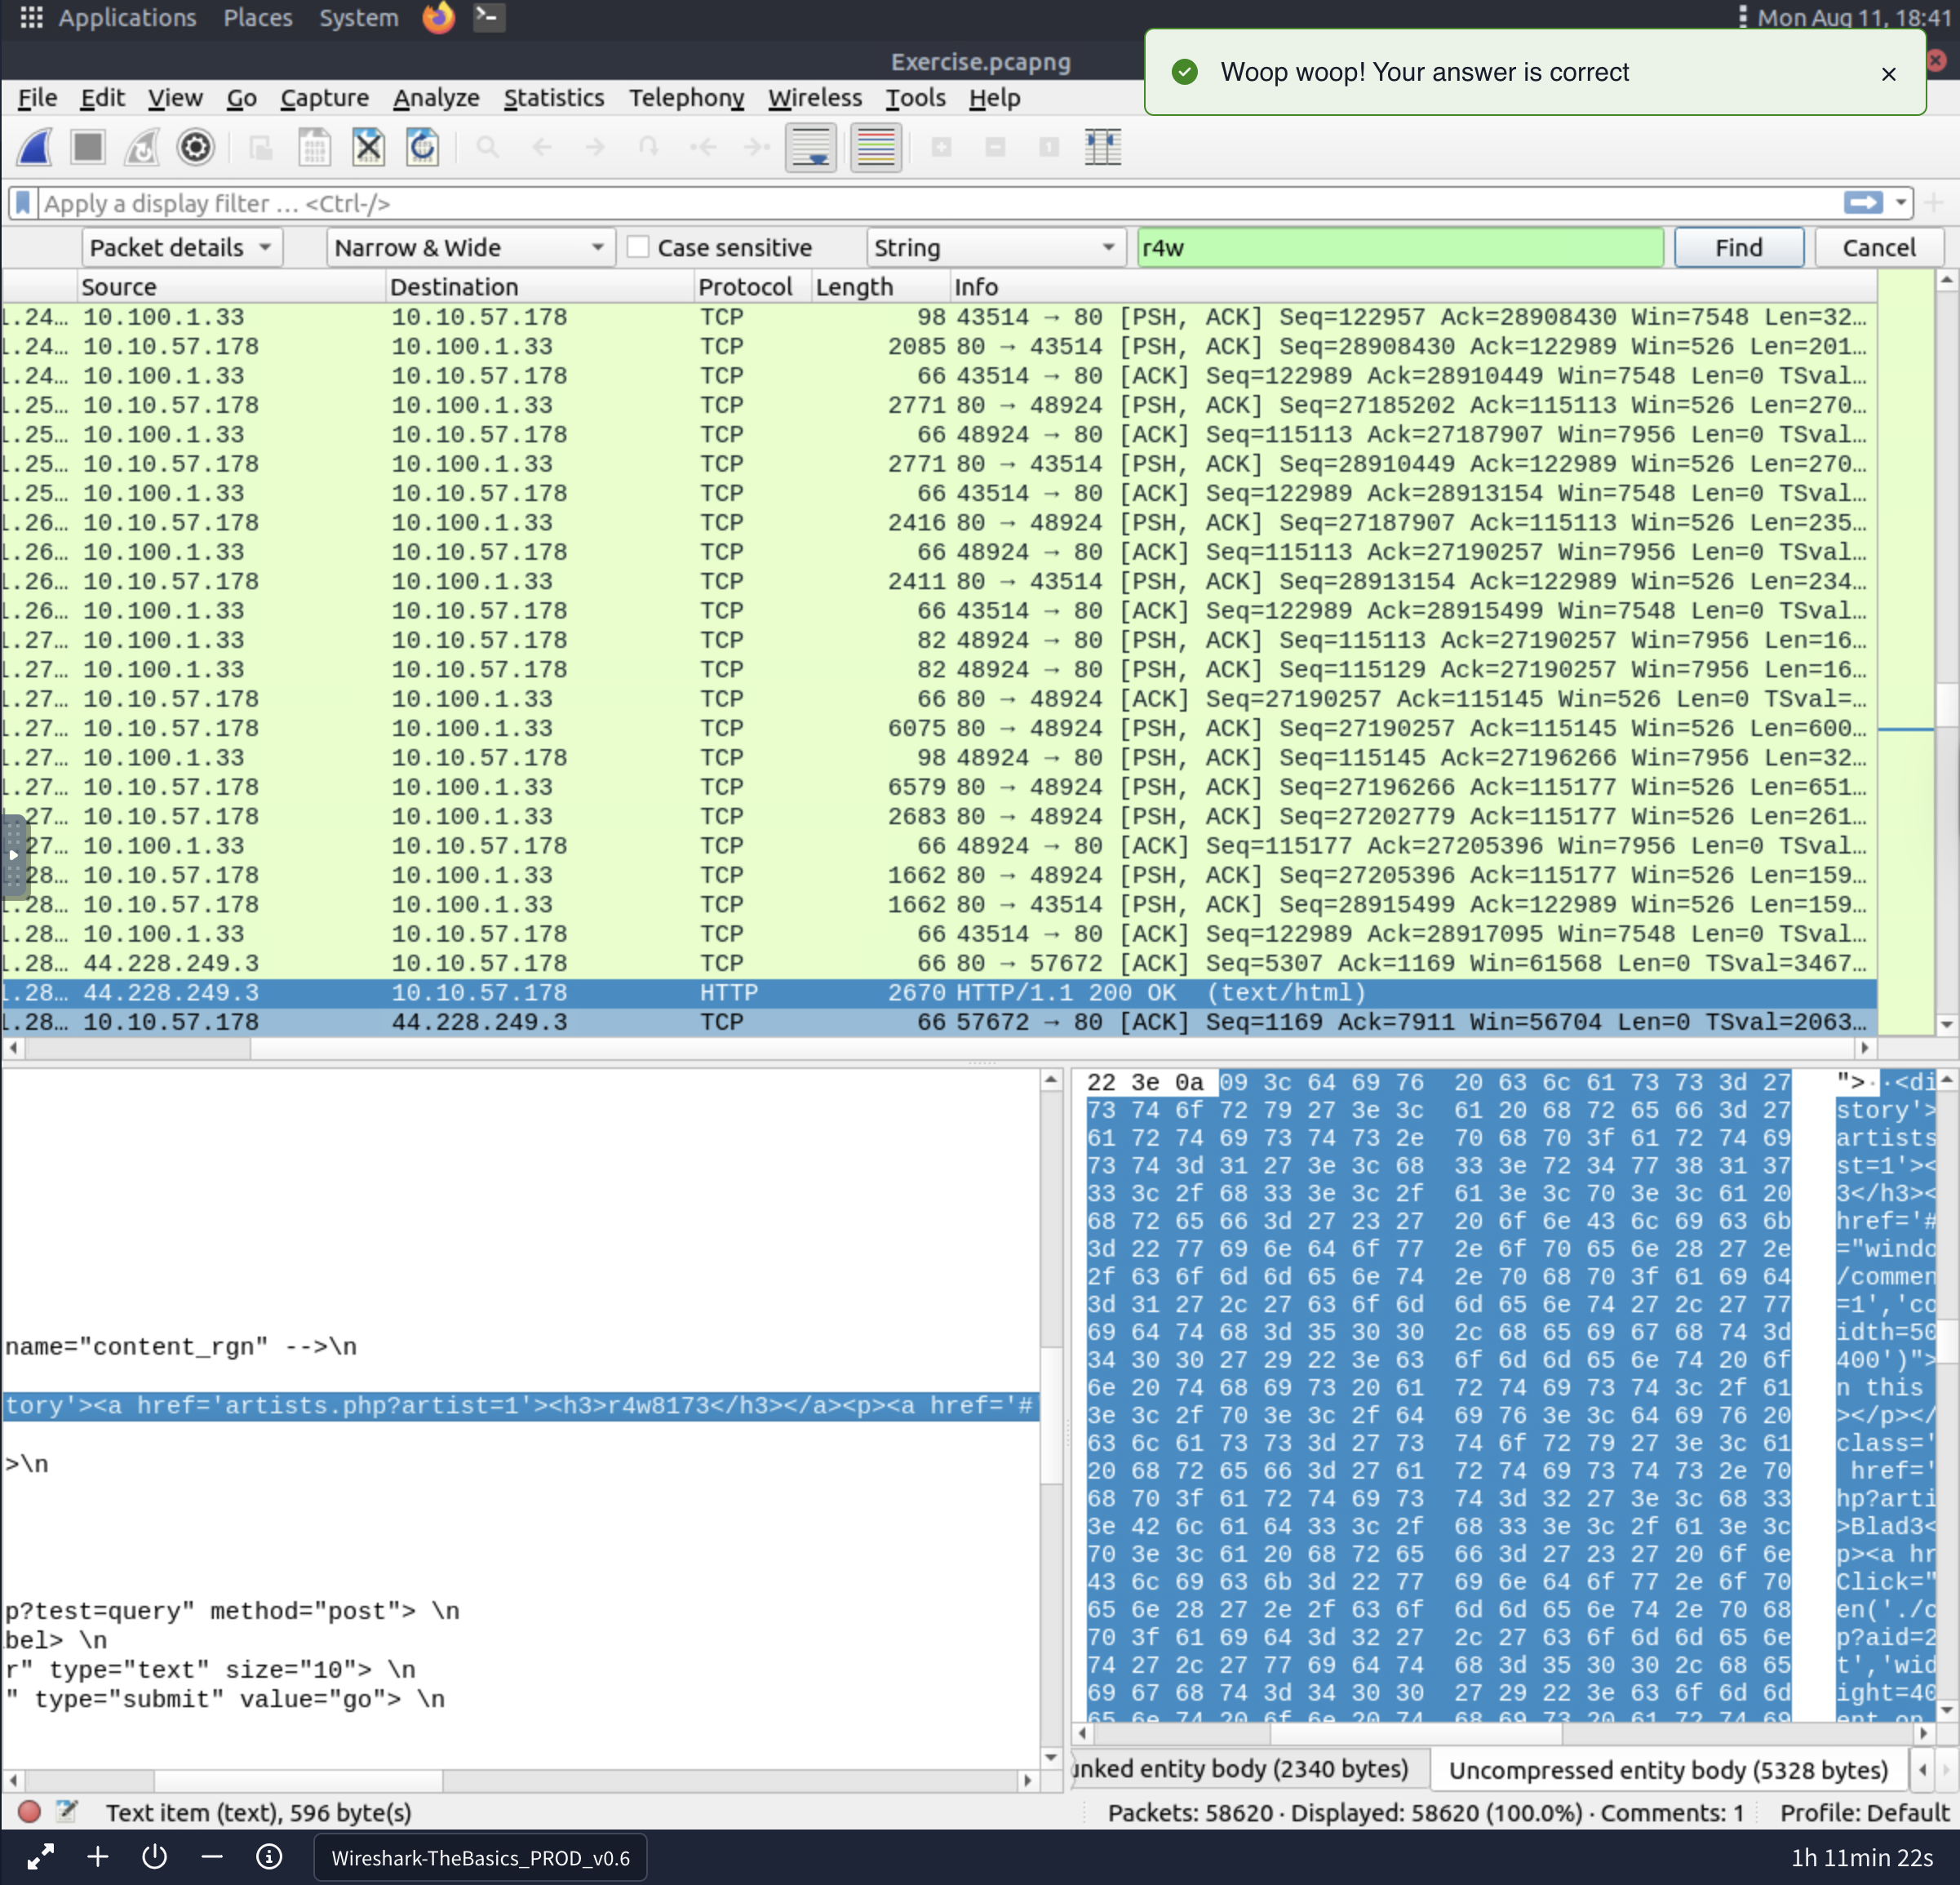 Applications Places System
Mon Aug 11, 18:41
Exercise.pcapng
Woop woop! Your answer is correct
File Edit View Go Capture Analyze Statistics Telephony Wireless Tools Help
Apply a display filter … <Ctrl-/>
Packet details Narrow & Wide Case sensitive String r4w Find Cancel
Source Destination Protocol Length Info
1.24… 10.100.1.33 10.10.57.178 TCP 98 43514 → 80 [PSH, ACK] Seq=122957 Ack=28908430 Win=7548 Len=32…
1.24… 10.10.57.178 10.100.1.33 TCP 2085 80 → 43514 [PSH, ACK] Seq=28908430 Ack=122989 Win=526 Len=201…
1.24… 10.100.1.33 10.10.57.178 TCP 66 43514 → 80 [ACK] Seq=122989 Ack=28910449 Win=7548 Len=0 TSval…
1.25… 10.10.57.178 10.100.1.33 TCP 2771 80 → 48924 [PSH, ACK] Seq=27185202 Ack=115113 Win=526 Len=270…
1.25… 10.100.1.33 10.10.57.178 TCP 66 48924 → 80 [ACK] Seq=115113 Ack=27187907 Win=7956 Len=0 TSval…
1.25… 10.10.57.178 10.100.1.33 TCP 2771 80 → 43514 [PSH, ACK] Seq=28910449 Ack=122989 Win=526 Len=270…
1.25… 10.100.1.33 10.10.57.178 TCP 66 43514 → 80 [ACK] Seq=122989 Ack=28913154 Win=7548 Len=0 TSval…
1.26… 10.10.57.178 10.100.1.33 TCP 2416 80 → 48924 [PSH, ACK] Seq=27187907 Ack=115113 Win=526 Len=235…
1.26… 10.100.1.33 10.10.57.178 TCP 66 48924 → 80 [ACK] Seq=115113 Ack=27190257 Win=7956 Len=0 TSval…
1.26… 10.10.57.178 10.100.1.33 TCP 2411 80 → 43514 [PSH, ACK] Seq=28913154 Ack=122989 Win=526 Len=234…
1.26… 10.100.1.33 10.10.57.178 TCP 66 43514 → 80 [ACK] Seq=122989 Ack=28915499 Win=7548 Len=0 TSval…
1.27… 10.100.1.33 10.10.57.178 TCP 82 48924 → 80 [PSH, ACK] Seq=115113 Ack=27190257 Win=7956 Len=16…
1.27… 10.100.1.33 10.10.57.178 TCP 82 48924 → 80 [PSH, ACK] Seq=115129 Ack=27190257 Win=7956 Len=16…
1.27… 10.10.57.178 10.100.1.33 TCP 66 80 → 48924 [ACK] Seq=27190257 Ack=115145 Win=526 Len=0 TSval=…
1.27… 10.10.57.178 10.100.1.33 TCP 6075 80 → 48924 [PSH, ACK] Seq=27190257 Ack=115145 Win=526 Len=600…
1.27… 10.100.1.33 10.10.57.178 TCP 98 48924 → 80 [PSH, ACK] Seq=115145 Ack=27196266 Win=7956 Len=32…
1.27… 10.10.57.178 10.100.1.33 TCP 6579 80 → 48924 [PSH, ACK] Seq=27196266 Ack=115177 Win=526 Len=651…
1.27… 10.10.57.178 10.100.1.33 TCP 2683 80 → 48924 [PSH, ACK] Seq=27202779 Ack=115177 Win=526 Len=261…
27… 10.100.1.33 10.10.57.178 TCP 66 48924 → 80 [ACK] Seq=115177 Ack=27205396 Win=7956 Len=0 TSval…
28… 10.10.57.178 10.100.1.33 TCP 1662 80 → 48924 [PSH, ACK] Seq=27205396 Ack=115177 Win=526 Len=159…
1.28… 10.10.57.178 10.100.1.33 TCP 1662 80 → 43514 [PSH, ACK] Seq=28915499 Ack=122989 Win=526 Len=159…
1.28… 10.100.1.33 10.10.57.178 TCP 66 43514 → 80 [ACK] Seq=122989 Ack=28917095 Win=7548 Len=0 TSval…
1.28… 44.228.249.3 10.10.57.178 TCP 66 80 → 57672 [ACK] Seq=5307 Ack=1169 Win=61568 Len=0 TSval=3467…
1.28… 44.228.249.3 10.10.57.178 HTTP 2670 HTTP/1.1 200 OK (text/html)
1.28… 10.10.57.178 44.228.249.3 TCP 66 57672 → 80 [ACK] Seq=1169 Ack=7911 Win=56704 Len=0 TSval=2063…
name="content_rgn" -->\n
tory'><a href='artists.php?artist=1'><h3>r4w8173</h3></a><p><a href='#
>\n
p?test=query" method="post"> \n
bel> \n
r" type="text" size="10"> \n
" type="submit" value="go"> \n
22 3e 0a 09 3c 64 69 76 20 63 6c 61 73 73 3d 27 ">··<di
73 74 6f 72 79 27 3e 3c 61 20 68 72 65 66 3d 27 story'>
61 72 74 69 73 74 73 2e 70 68 70 3f 61 72 74 69 artists
73 74 3d 31 27 3e 3c 68 33 3e 72 34 77 38 31 37 st=1'><
33 3c 2f 68 33 3e 3c 2f 61 3e 3c 70 3e 3c 61 20 3</h3><
68 72 65 66 3d 27 23 27 20 6f 6e 43 6c 69 63 6b href='#
3d 22 77 69 6e 64 6f 77 2e 6f 70 65 6e 28 27 2e ="windo
2f 63 6f 6d 6d 65 6e 74 2e 70 68 70 3f 61 69 64 /commen
3d 31 27 2c 27 63 6f 6d 6d 65 6e 74 27 2c 27 77 =1','co
69 64 74 68 3d 35 30 30 2c 68 65 69 67 68 74 3d idth=50
34 30 30 27 29 22 3e 63 6f 6d 6d 65 6e 74 20 6f 400')">
6e 20 74 68 69 73 20 61 72 74 69 73 74 3c 2f 61 n this
3e 3c 2f 70 3e 3c 2f 64 69 76 3e 3c 64 69 76 20 ></p></
63 6c 61 73 73 3d 27 73 74 6f 72 79 27 3e 3c 61 class='
20 68 72 65 66 3d 27 61 72 74 69 73 74 73 2e 70 href='
68 70 3f 61 72 74 69 73 74 3d 32 27 3e 3c 68 33 hp?arti
3e 42 6c 61 64 33 3c 2f 68 33 3e 3c 2f 61 3e 3c >Blad3<
70 3e 3c 61 20 68 72 65 66 3d 27 23 27 20 6f 6e p><a hr
43 6c 69 63 6b 3d 22 77 69 6e 64 6f 77 2e 6f 70 Click="
65 6e 28 27 2e 2f 63 6f 6d 6d 65 6e 74 2e 70 68 en('./c
70 3f 61 69 64 3d 32 27 2c 27 63 6f 6d 6d 65 6e p?aid=2
74 27 2c 27 77 69 64 74 68 3d 35 30 30 2c 68 65 t','wid
69 67 68 74 3d 34 30 30 27 29 22 3e 63 6f 6d 6d ight=40
65 6e 74 20 6f 6e 20 74 68 69 73 20 61 72 74 69 ent on
unked entity body (2340 bytes) Uncompressed entity body (5328 bytes)
Text item (text), 596 byte(s) Packets: 58620 · Displayed: 58620 (100.0%) · Comments: 1 Profile: Default
Wireshark-TheBasics_PROD_v0.6 1h 11min 22s